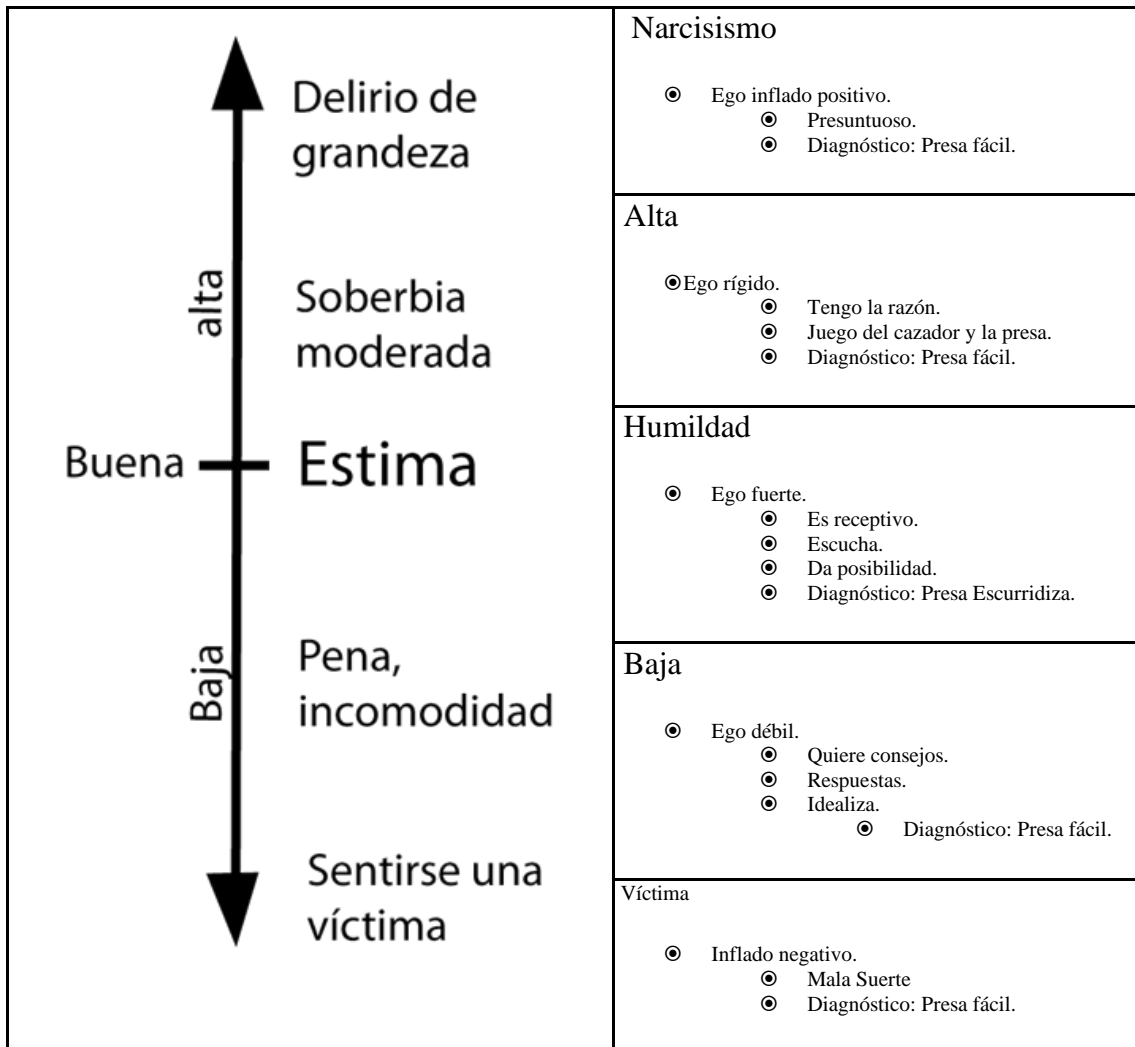 Delirio de
grandeza
alta
Soberbia
moderada
Buena
Estima
Baja
Pena,
incomodidad
Sentirse una
víctima
Narcisismo
Ego inflado positivo.
Presuntuoso.
Diagnóstico: Presa fácil.
Alta
Ego rígido.
Tengo la razón.
Juego del cazador y la presa.
Diagnóstico: Presa fácil.
Humildad
Ego fuerte.
Es receptivo.
Escucha.
Da posibilidad.
Diagnóstico: Presa Escurridiza.
Baja
Ego débil.
Quiere consejos.
Respuestas.
Idealiza.
Diagnóstico: Presa fácil.
Víctima
Inflado negativo.
Mala Suerte
Diagnóstico: Presa fácil.